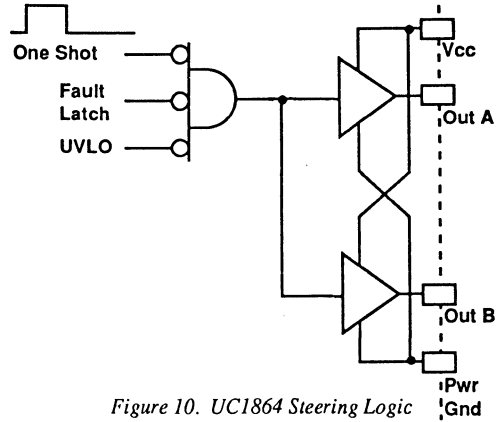 One Shot
Fault
Latch
UVLO
Vcc
Out A
Out B
Pwr
Gnd
Figure 10. UC1864 Steering Logic